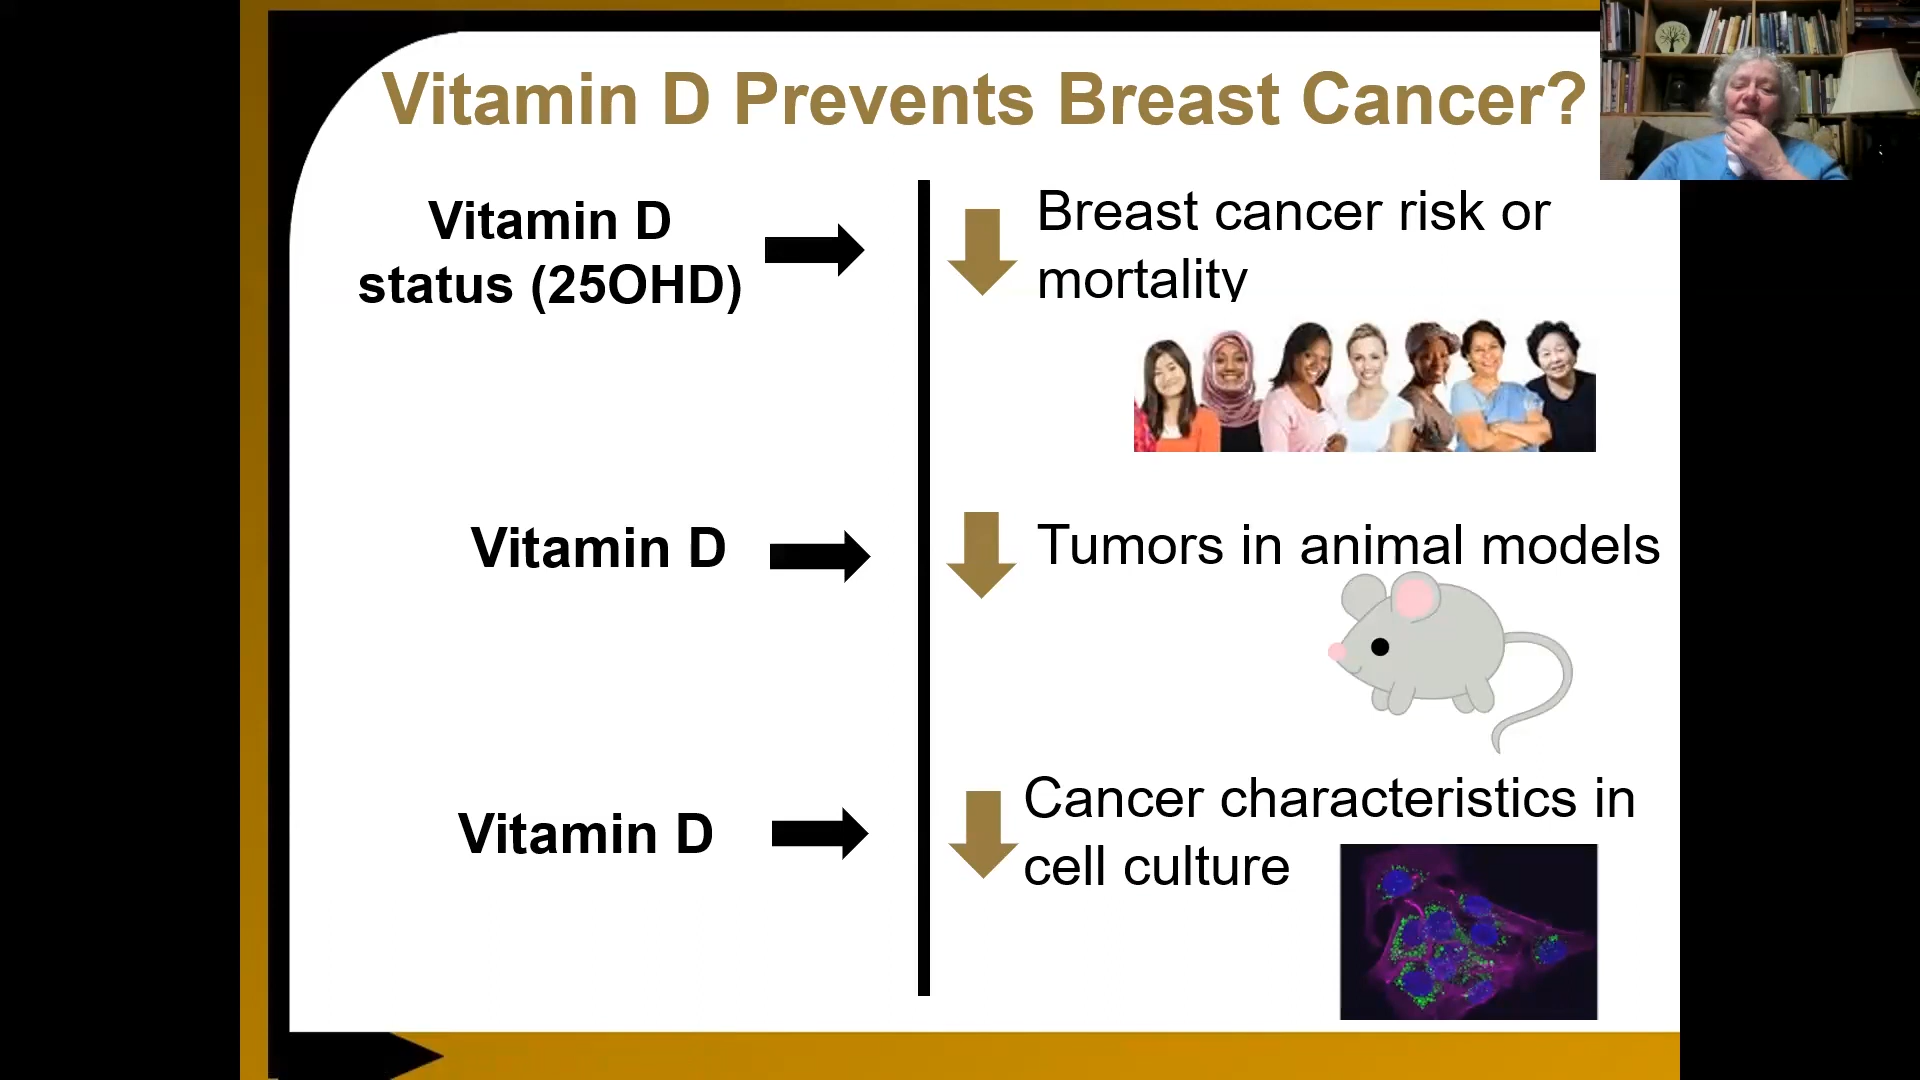 Vitamin D Prevents Breast Cancer?
Vitamin D
status (25OHD)
Breast cancer risk or
mortality
Vitamin D
Tumors in animal models
Vitamin D
Cancer characteristics in
cell culture